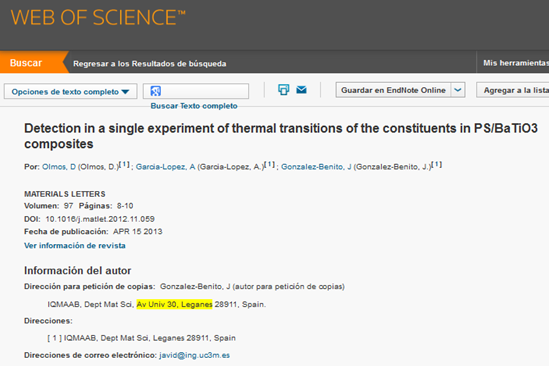 WEB OF SCIENCE™
Buscar Regresar a los Resultados de búsqueda Mis herramientas
Opciones de texto completo Buscar Texto completo Guardar en EndNote Online Agregar a la lista
Detection in a single experiment of thermal transitions of the constituents in PS/BaTiO3
composites
Por: Olmos, D (Olmos, D.)[ 1 ] ; Garcia-Lopez, A (Garcia-Lopez, A.)[ 1 ] ; Gonzalez-Benito, J (Gonzalez-Benito, J.)[ 1 ]
MATERIALS LETTERS
Volumen: 97 Páginas: 8-10
DOI: 10.1016/j.matlet.2012.11.059
Fecha de publicación: APR 15 2013
Ver información de revista
Información del autor
Dirección para petición de copias: Gonzalez-Benito, J (autor para petición de copias)
IQMAAB, Dept Mat Sci, Av Univ 30, Leganes 28911, Spain.
Direcciones:
[ 1 ] IQMAAB, Dept Mat Sci, Leganes 28911, Spain
Direcciones de correo electrónico: javid@ing.uc3m.es